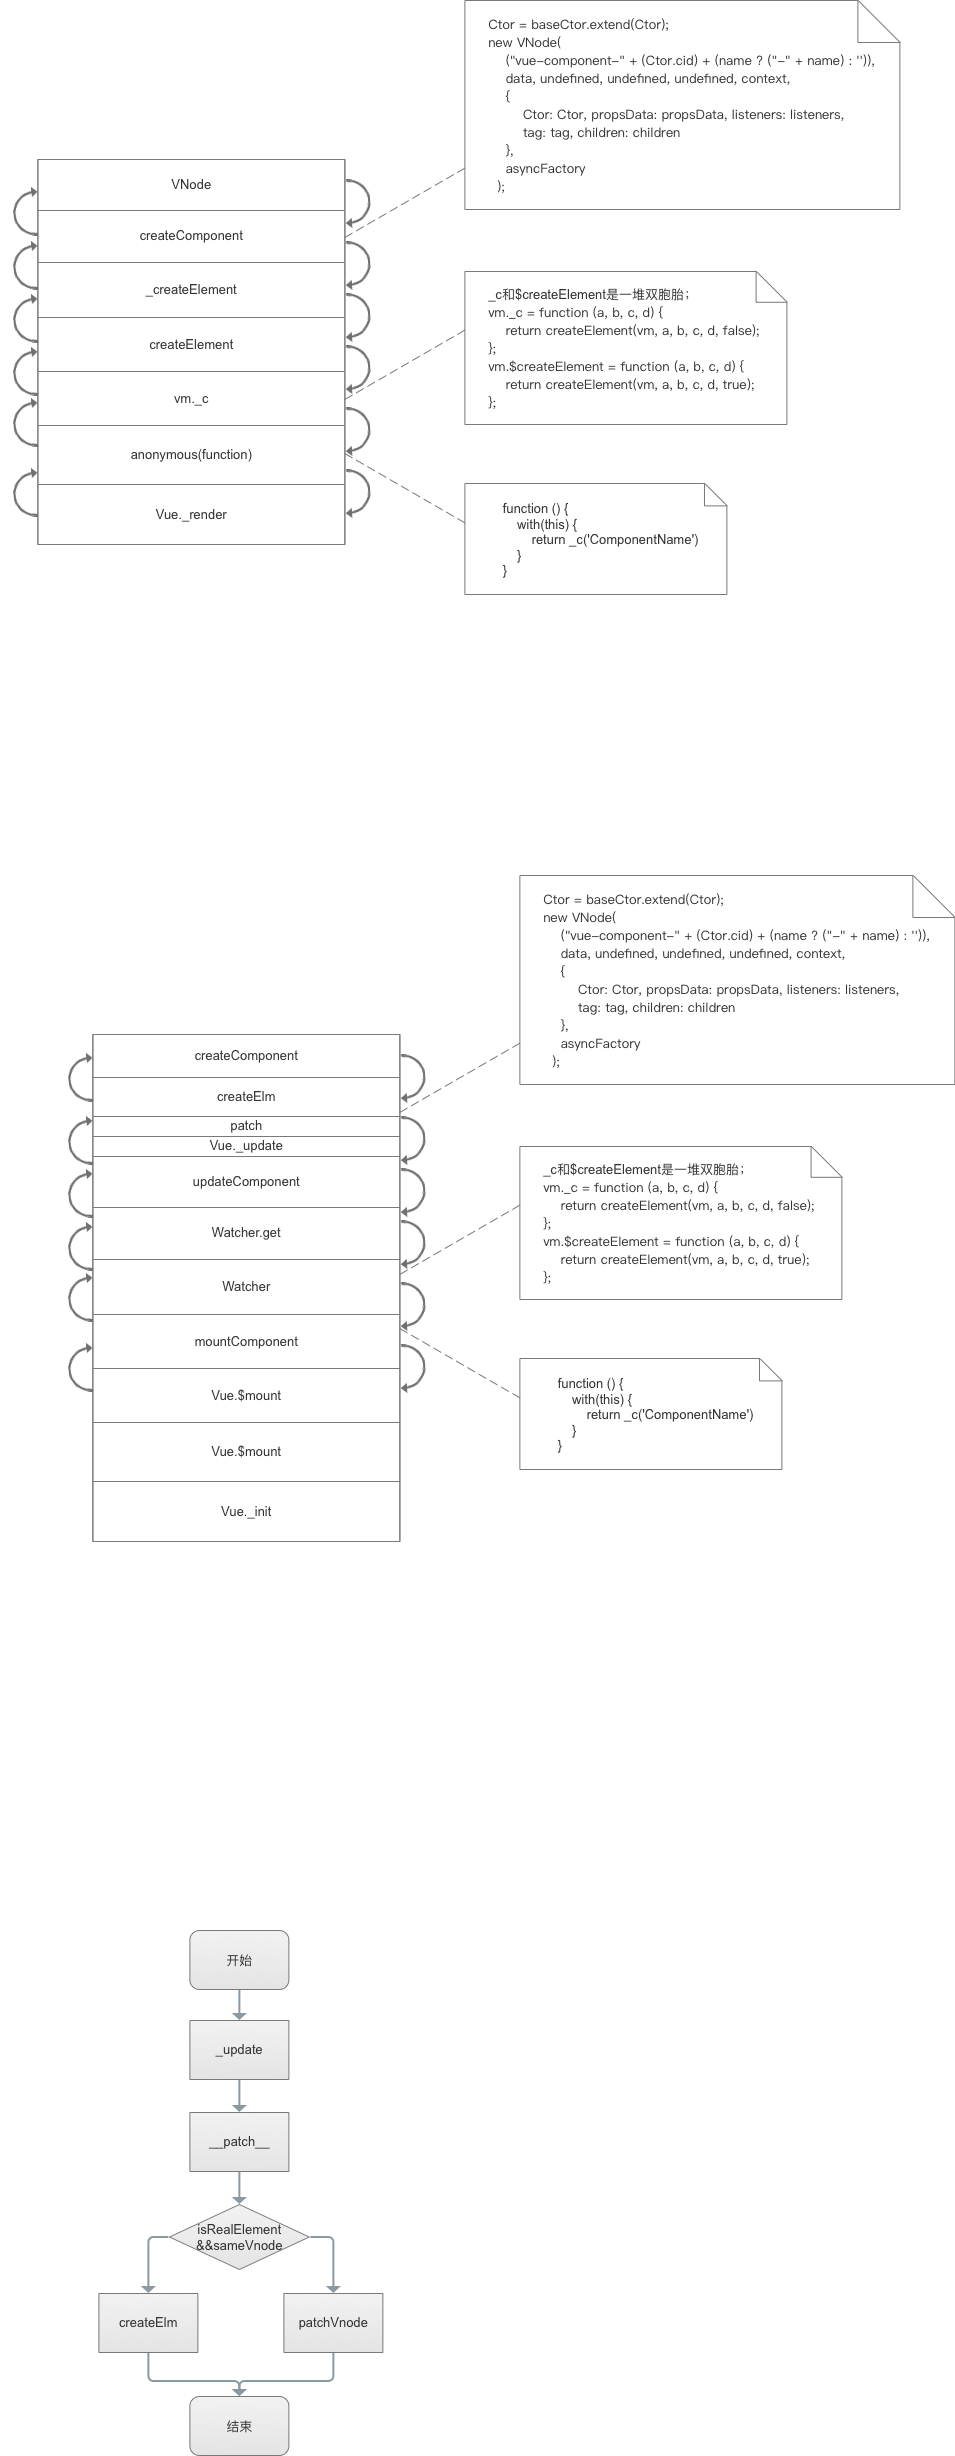 Ctor = baseCtor.extend(Ctor);
new VNode(
("vue-component-" + (Ctor.cid) + (name ? ("-" + name) : '')),
data, undefined, undefined, undefined, context,
{
Ctor: Ctor, propsData: propsData, listeners: listeners,
tag: tag, children: children
},
asyncFactory
);
VNode
createComponent
_createElement
createElement
vm._c
anonymous(function)
Vue._render
_c和$createElement是一堆双胞胎；
vm._c = function (a, b, c, d) {
return createElement(vm, a, b, c, d, false);
};
vm.$createElement = function (a, b, c, d) {
return createElement(vm, a, b, c, d, true);
};
function () {
with(this) {
return _c('ComponentName')
}
}
Ctor = baseCtor.extend(Ctor);
new VNode(
("vue-component-" + (Ctor.cid) + (name ? ("-" + name) : '')),
data, undefined, undefined, undefined, context,
{
Ctor: Ctor, propsData: propsData, listeners: listeners,
tag: tag, children: children
},
asyncFactory
);
createComponent
createElm
patch
Vue._update
updateComponent
Watcher.get
Watcher
mountComponent
Vue.$mount
Vue.$mount
Vue._init
_c和$createElement是一堆双胞胎；
vm._c = function (a, b, c, d) {
return createElement(vm, a, b, c, d, false);
};
vm.$createElement = function (a, b, c, d) {
return createElement(vm, a, b, c, d, true);
};
function () {
with(this) {
return _c('ComponentName')
}
}
开始
_update
__patch__
isRealElement
&&sameVnode
createElm
patchVnode
结束